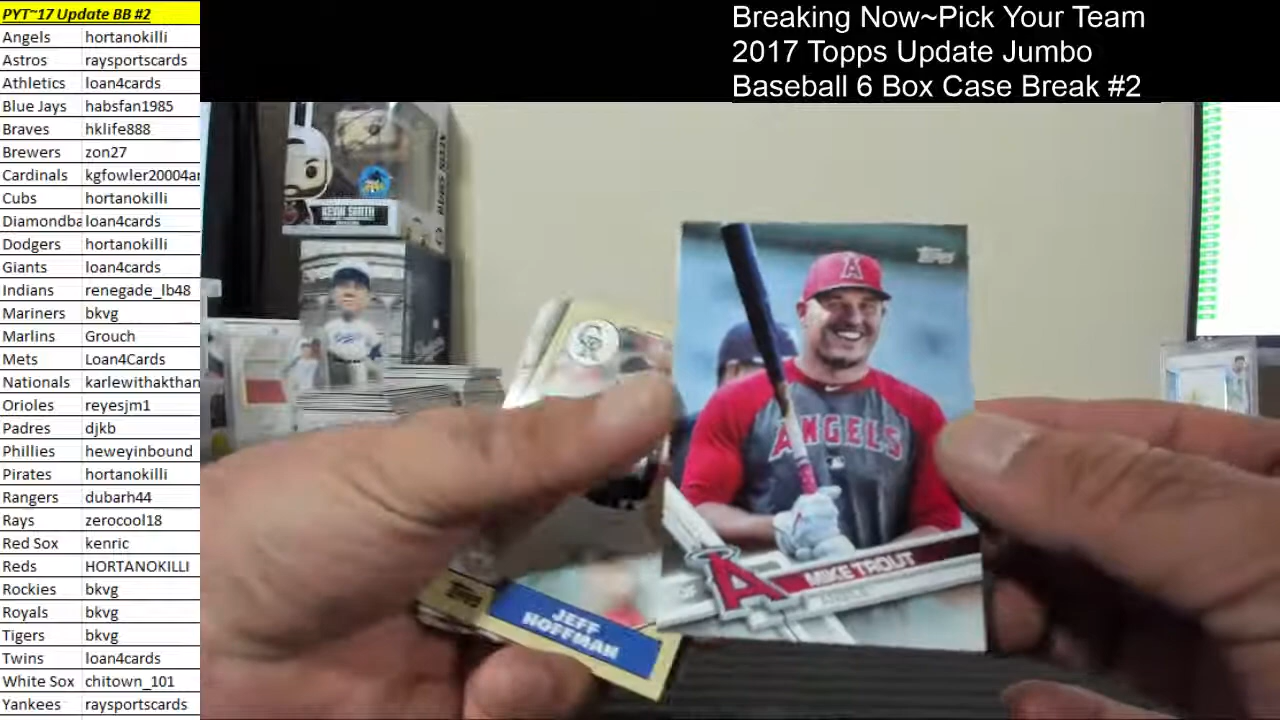 PYT~17 Update BB #2
Angels hortanokilli
Astros raysportscards
Athletics loan4cards
Blue Jays habsfan1985
Braves hklife888
Brewers zon27
Cardinals kgfowler20004ar
Cubs hortanokilli
Diamondba loan4cards
Dodgers hortanokilli
Giants loan4cards
Indians renegade_lb48
Mariners bkvg
Marlins Grouch
Mets Loan4Cards
Nationals karlewithakthan
Orioles reyesjm1
Padres djkb
Phillies heweyinbound
Pirates hortanokilli
Rangers dubarh44
Rays zerocool18
Red Sox kenric
Reds HORTANOKILLI
Rockies bkvg
Royals bkvg
Tigers bkvg
Twins loan4cards
White Sox chitown_101
Yankees raysportscards
Breaking Now~Pick Your Team
2017 Topps Update Jumbo
Baseball 6 Box Case Break #2
KEVIN SMITH
Topps
A
ANGELS
MIKE TROUT
A
Topps
JEFF
HOFFMAN